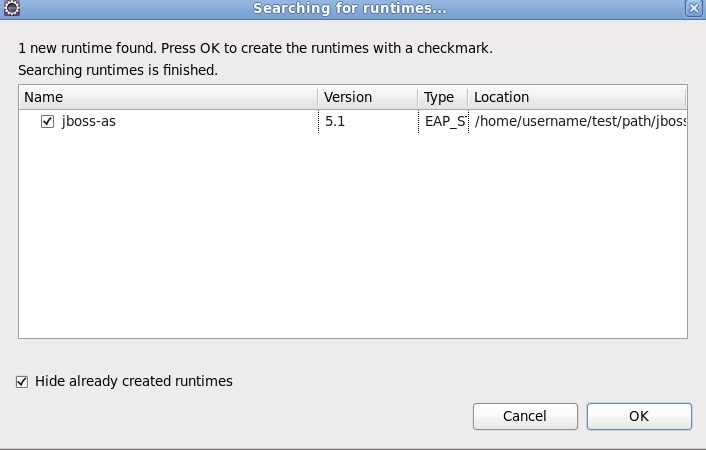 Searching for runtimes...
1 new runtime found. Press OK to create the runtimes with a checkmark.
Searching runtimes is finished.
Name Version Type Location
jboss-as 5.1 EAP_S /home/username/test/path/jboss
Hide already created runtimes
Cancel OK